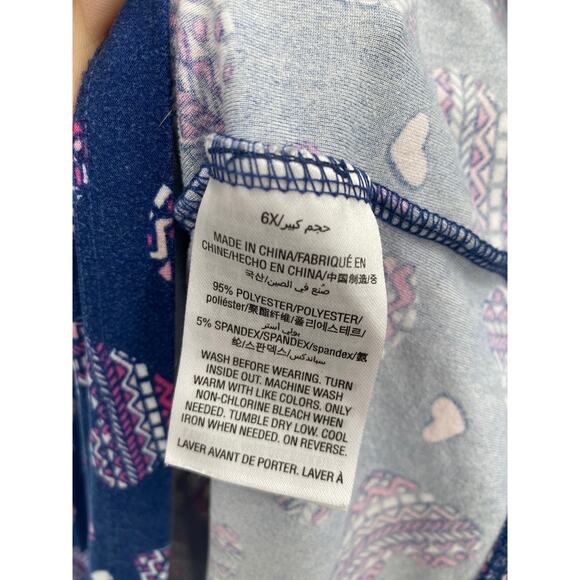 6X/حجم كبير
MADE IN CHINA/FABRIQUÉ EN
CHINE/HECHO EN CHINA/中国制造/중
국산/صنع في الصين
95% POLYESTER/POLYESTER/
poliéster/聚酯纤维/폴리에스테르/
بولي أستر
5% SPANDEX/SPANDEX/spandex/氨
纶/스판덱스/سباندكس
WASH BEFORE WEARING. TURN
INSIDE OUT. MACHINE WASH
WARM WITH LIKE COLORS. ONLY
NON-CHLORINE BLEACH WHEN
NEEDED. TUMBLE DRY LOW. COOL
IRON WHEN NEEDED. ON REVERSE.
LAVER AVANT DE PORTER. LAVER À